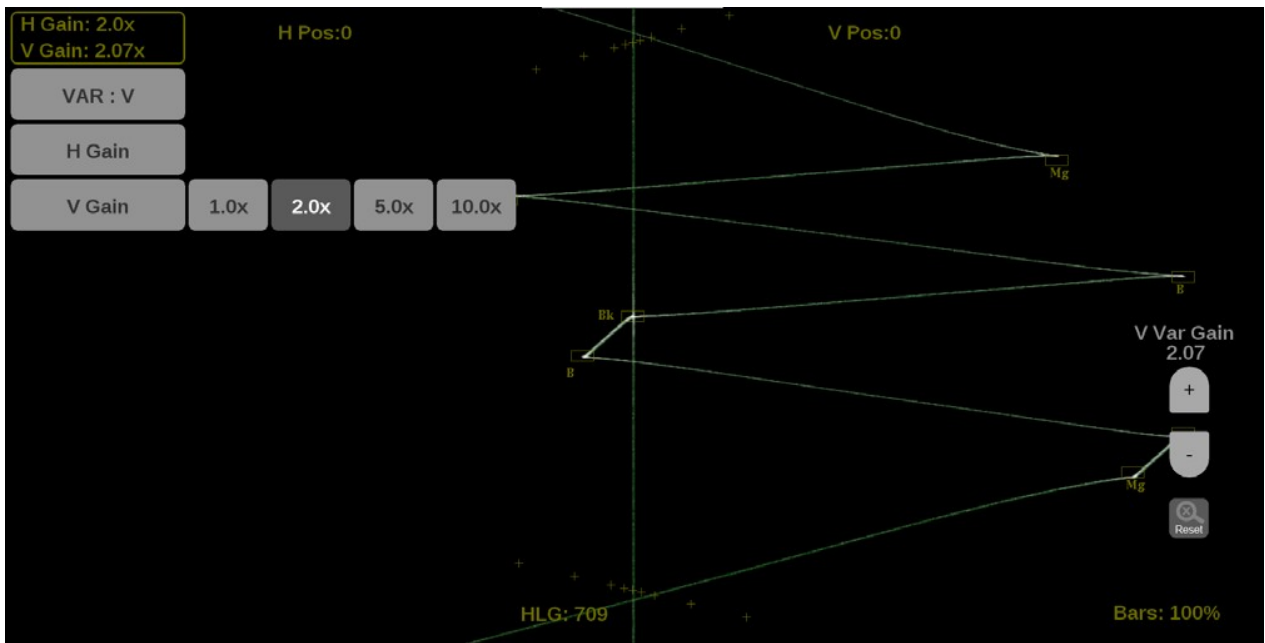 H Gain: 2.0x
V Gain: 2.07x
H Pos:0
V Pos:0
VAR : V
H Gain
V Gain
1.0x
2.0x
5.0x
10.0x
Mg
B
Bk
B
V Var Gain
2.07
+
-
Mg
Reset
HLG: 709
Bars: 100%